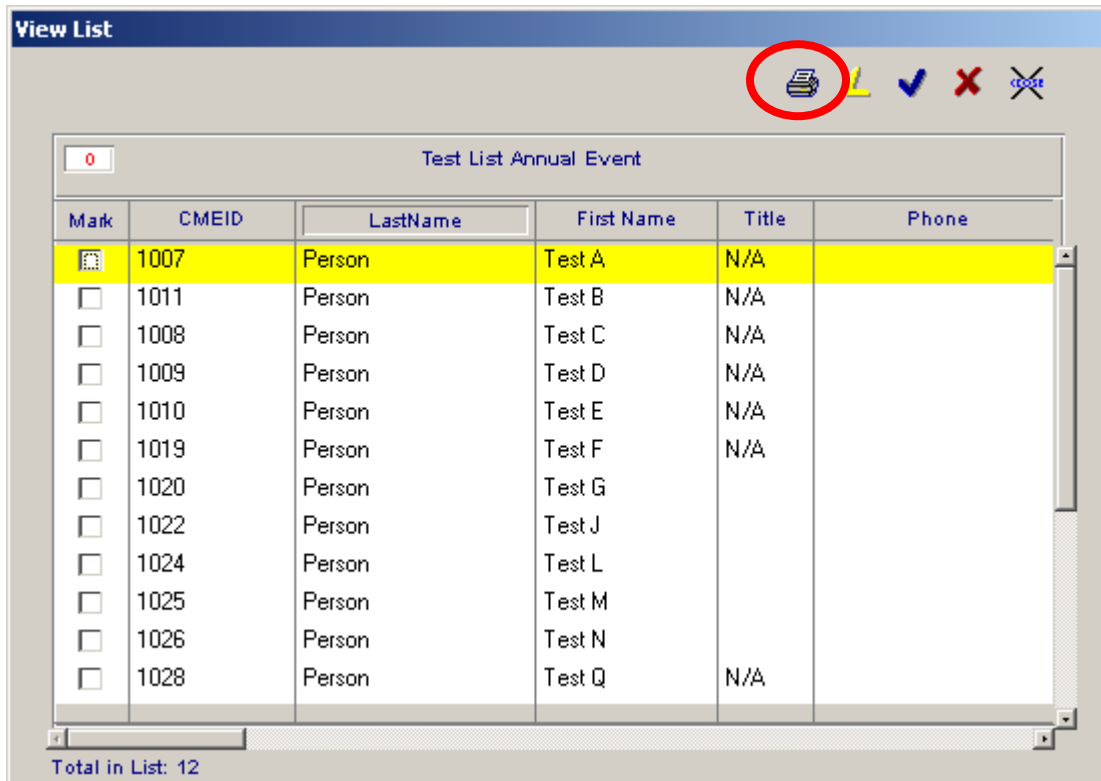 View List
CLOSE
0 Test List Annual Event
Mark CMEID LastName First Name Title Phone
1007 Person Test A N/A
1011 Person Test B N/A
1008 Person Test C N/A
1009 Person Test D N/A
1010 Person Test E N/A
1019 Person Test F N/A
1020 Person Test G
1022 Person Test J
1024 Person Test L
1025 Person Test M
1026 Person Test N
1028 Person Test Q N/A
Total in List: 12